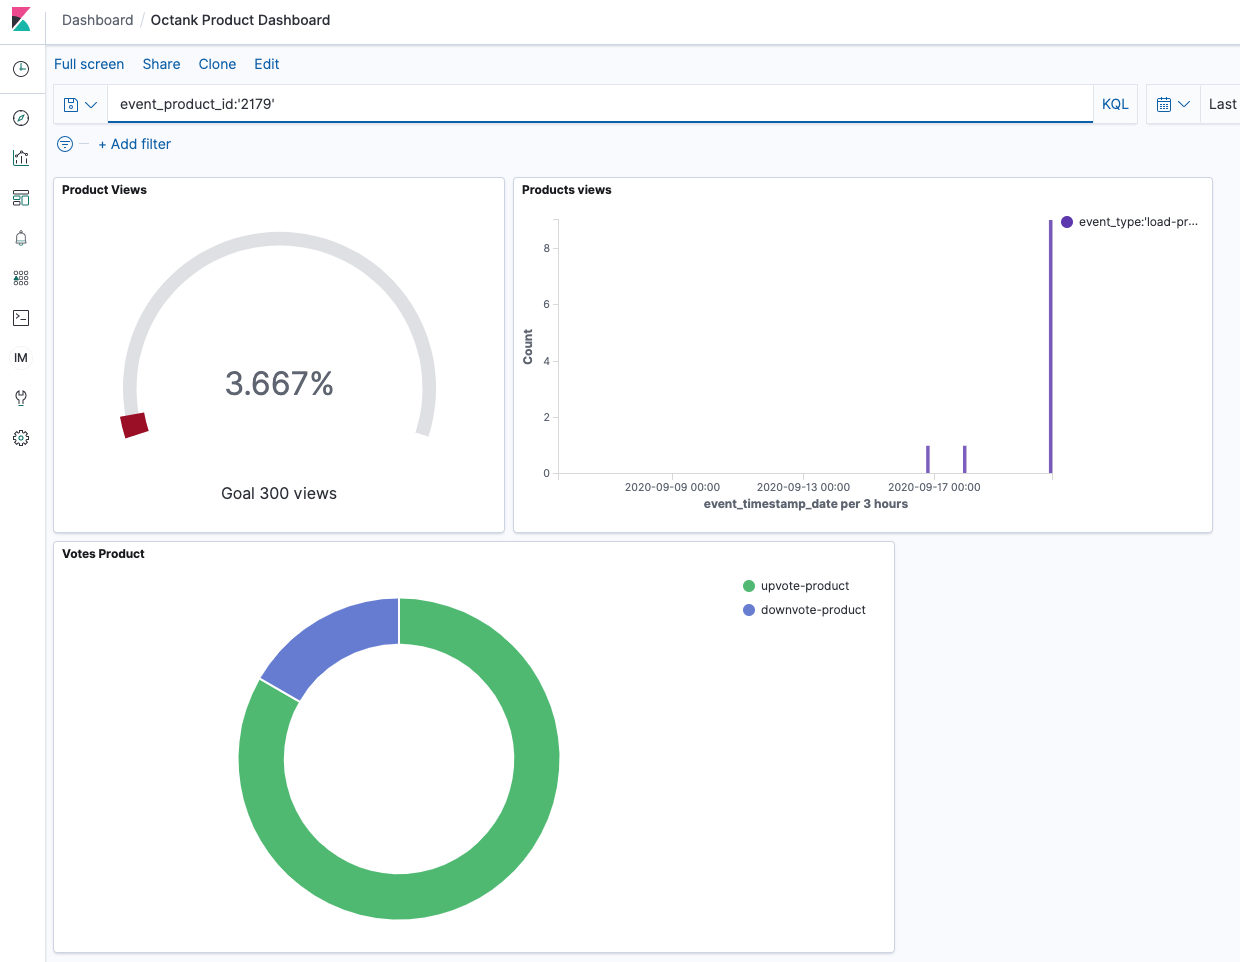 Dashboard / Octank Product Dashboard
Full screen Share Clone Edit
event_product_id:'2179' KQL Last
+ Add filter
IM
Product Views
3.667%
Goal 300 views
Products views
event_type:'load-pr...
Count
8
6
4
2
0
2020-09-09 00:00 2020-09-13 00:00 2020-09-17 00:00
event_timestamp_date per 3 hours
Votes Product
upvote-product
downvote-product